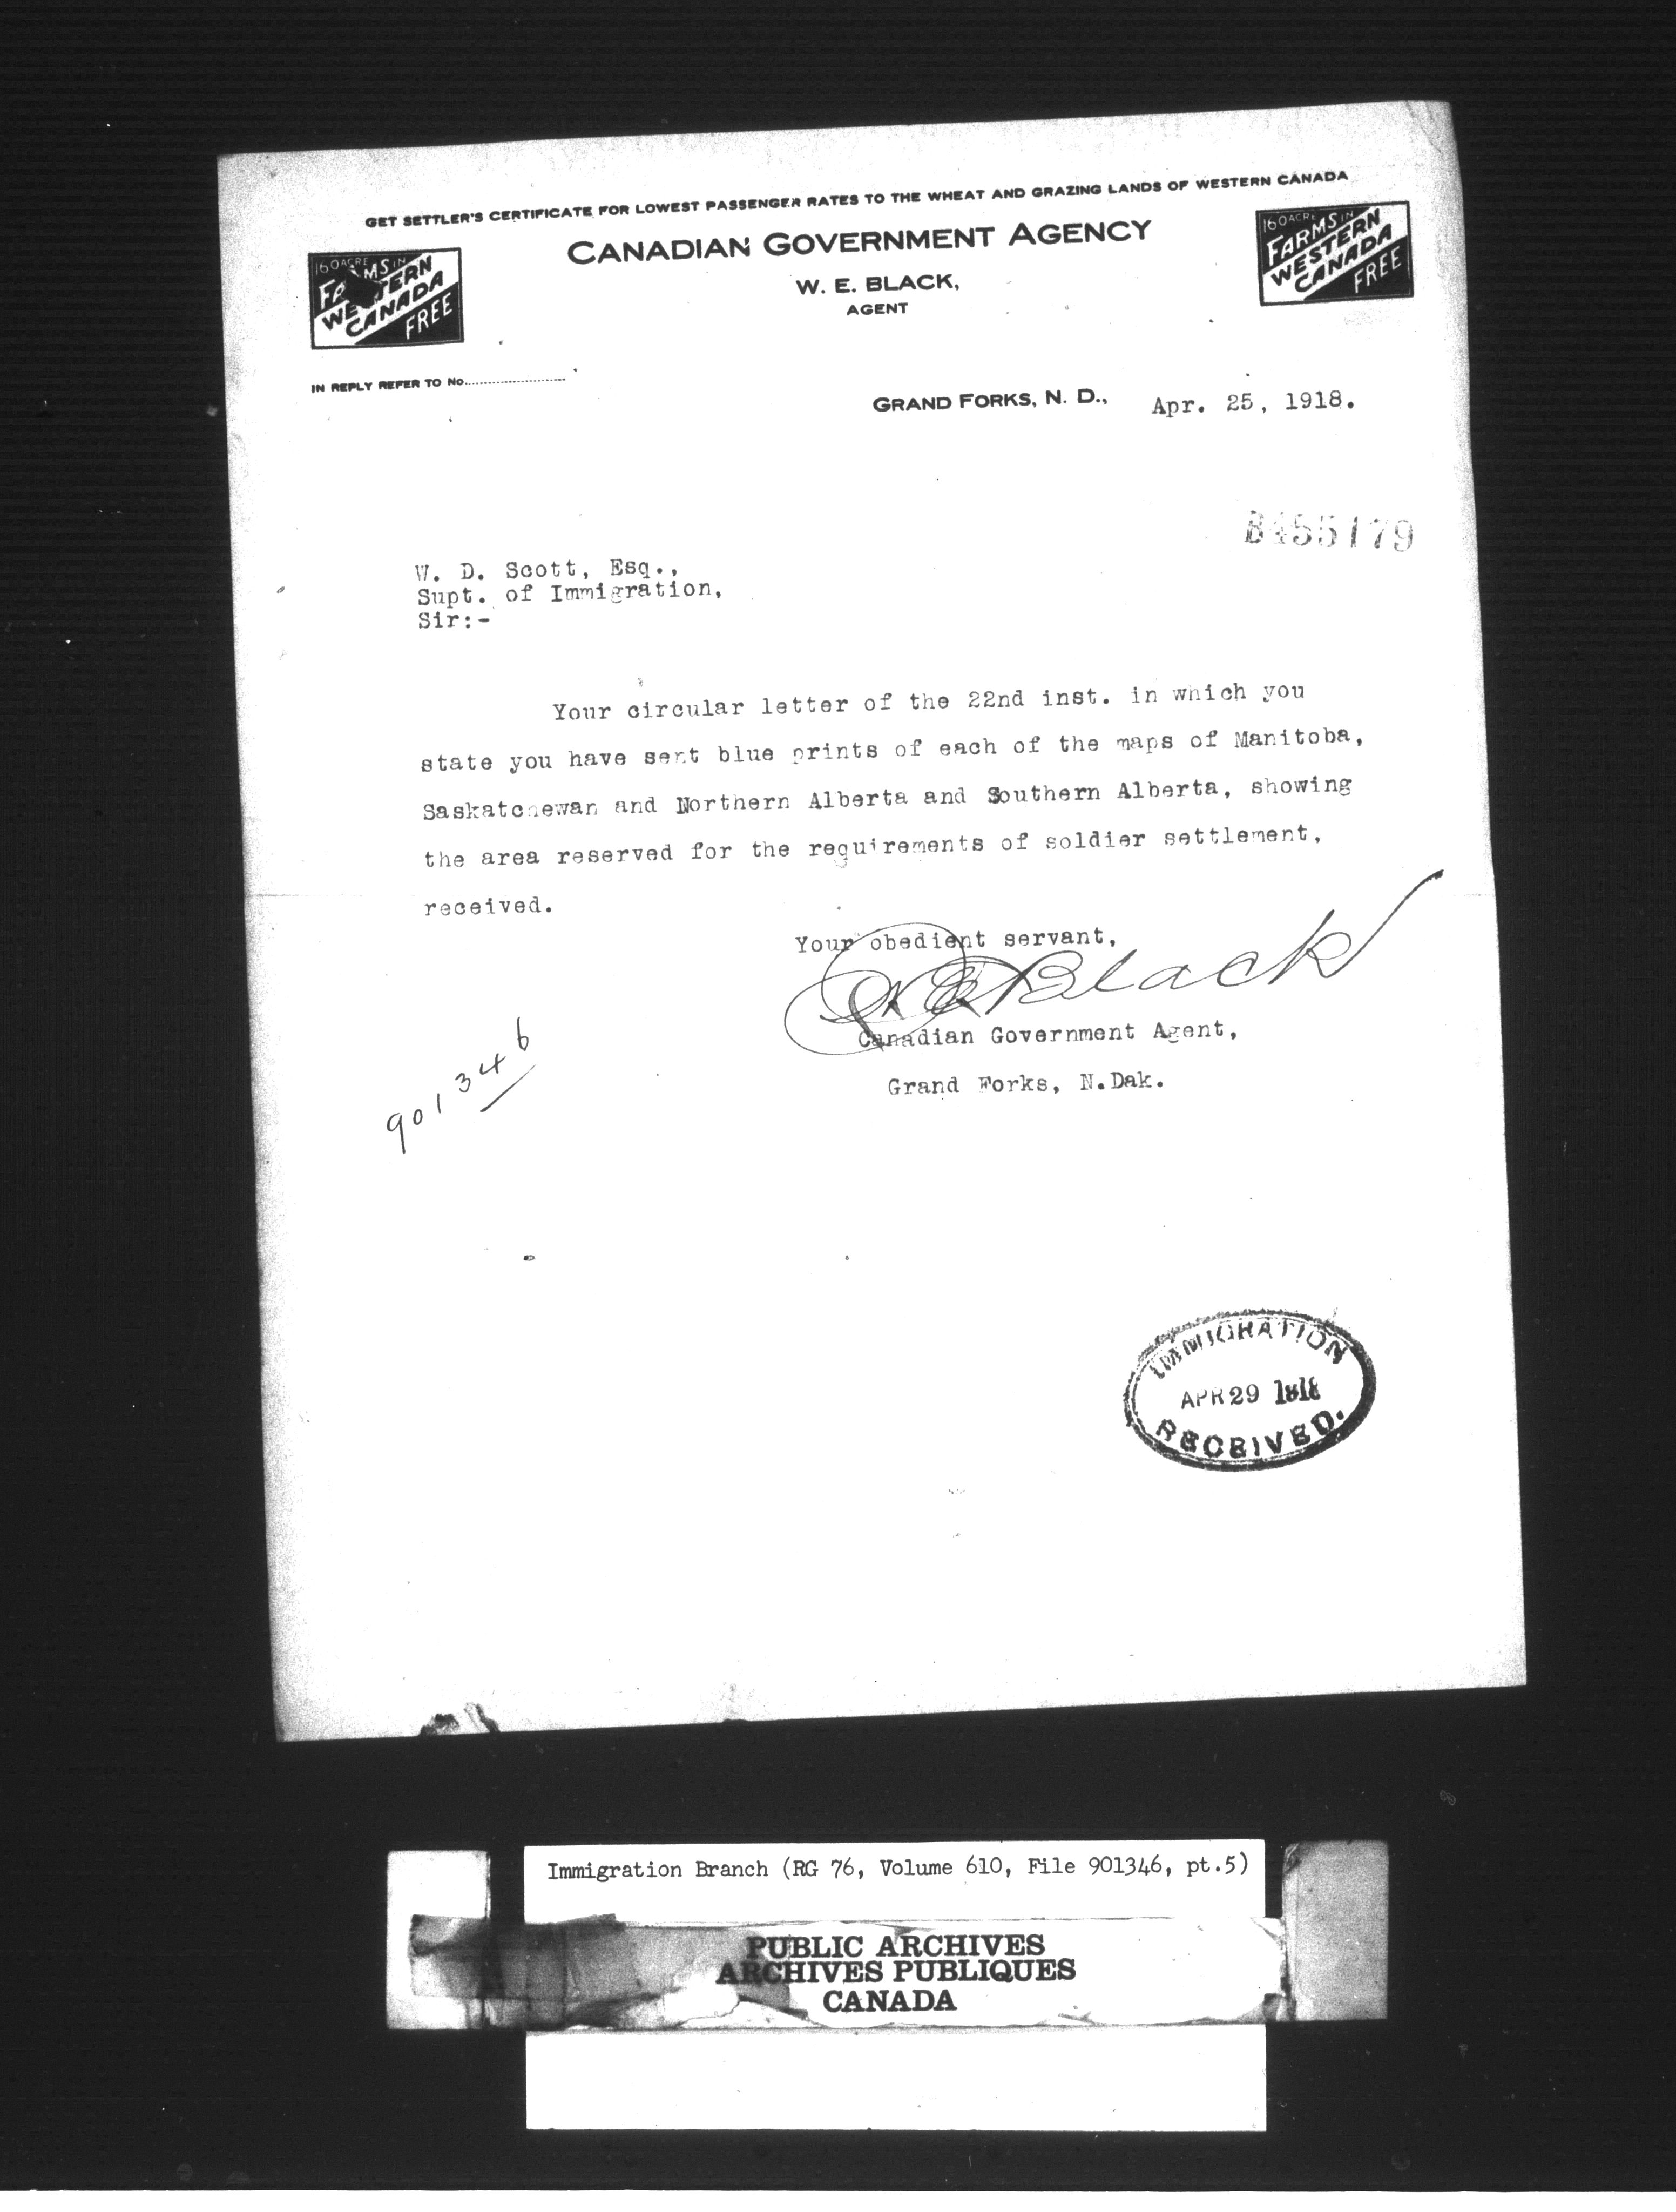 GET SETTLER'S CERTIFICATE FOR LOWEST PASSENGER RATES TO THE WHEAT AND GRAZING LANDS OF WESTERN CANADA
CANADIAN GOVERNMENT AGENCY
W. E. BLACK,
AGENT
160 ACRE
FA MS IN
WE TERN
CANADA
FREE
160 ACRE
FARMS IN
WESTERN
CANADA
FREE
IN REPLY REFER TO No..........................
GRAND FORKS, N. D., Apr. 25, 1918.
B455179
W. D. Scott, Esq.,
Supt. of Immigration,
Sir:-
Your circular letter of the 22nd inst. in which you
state you have sent blue prints of each of the maps of Manitoba,
Saskatchewan and Northern Alberta and Southern Alberta, showing
the area reserved for the requirements of soldier settlement,
received.
Your obedient servant,
W E Black
Canadian Government Agent,
Grand Forks, N.Dak.
901346
IMMIGRATION
APR 29 1918
RECEIVED.
Immigration Branch (RG 76, Volume 610, File 901346, pt.5)
PUBLIC ARCHIVES
ARCHIVES PUBLIQUES
CANADA